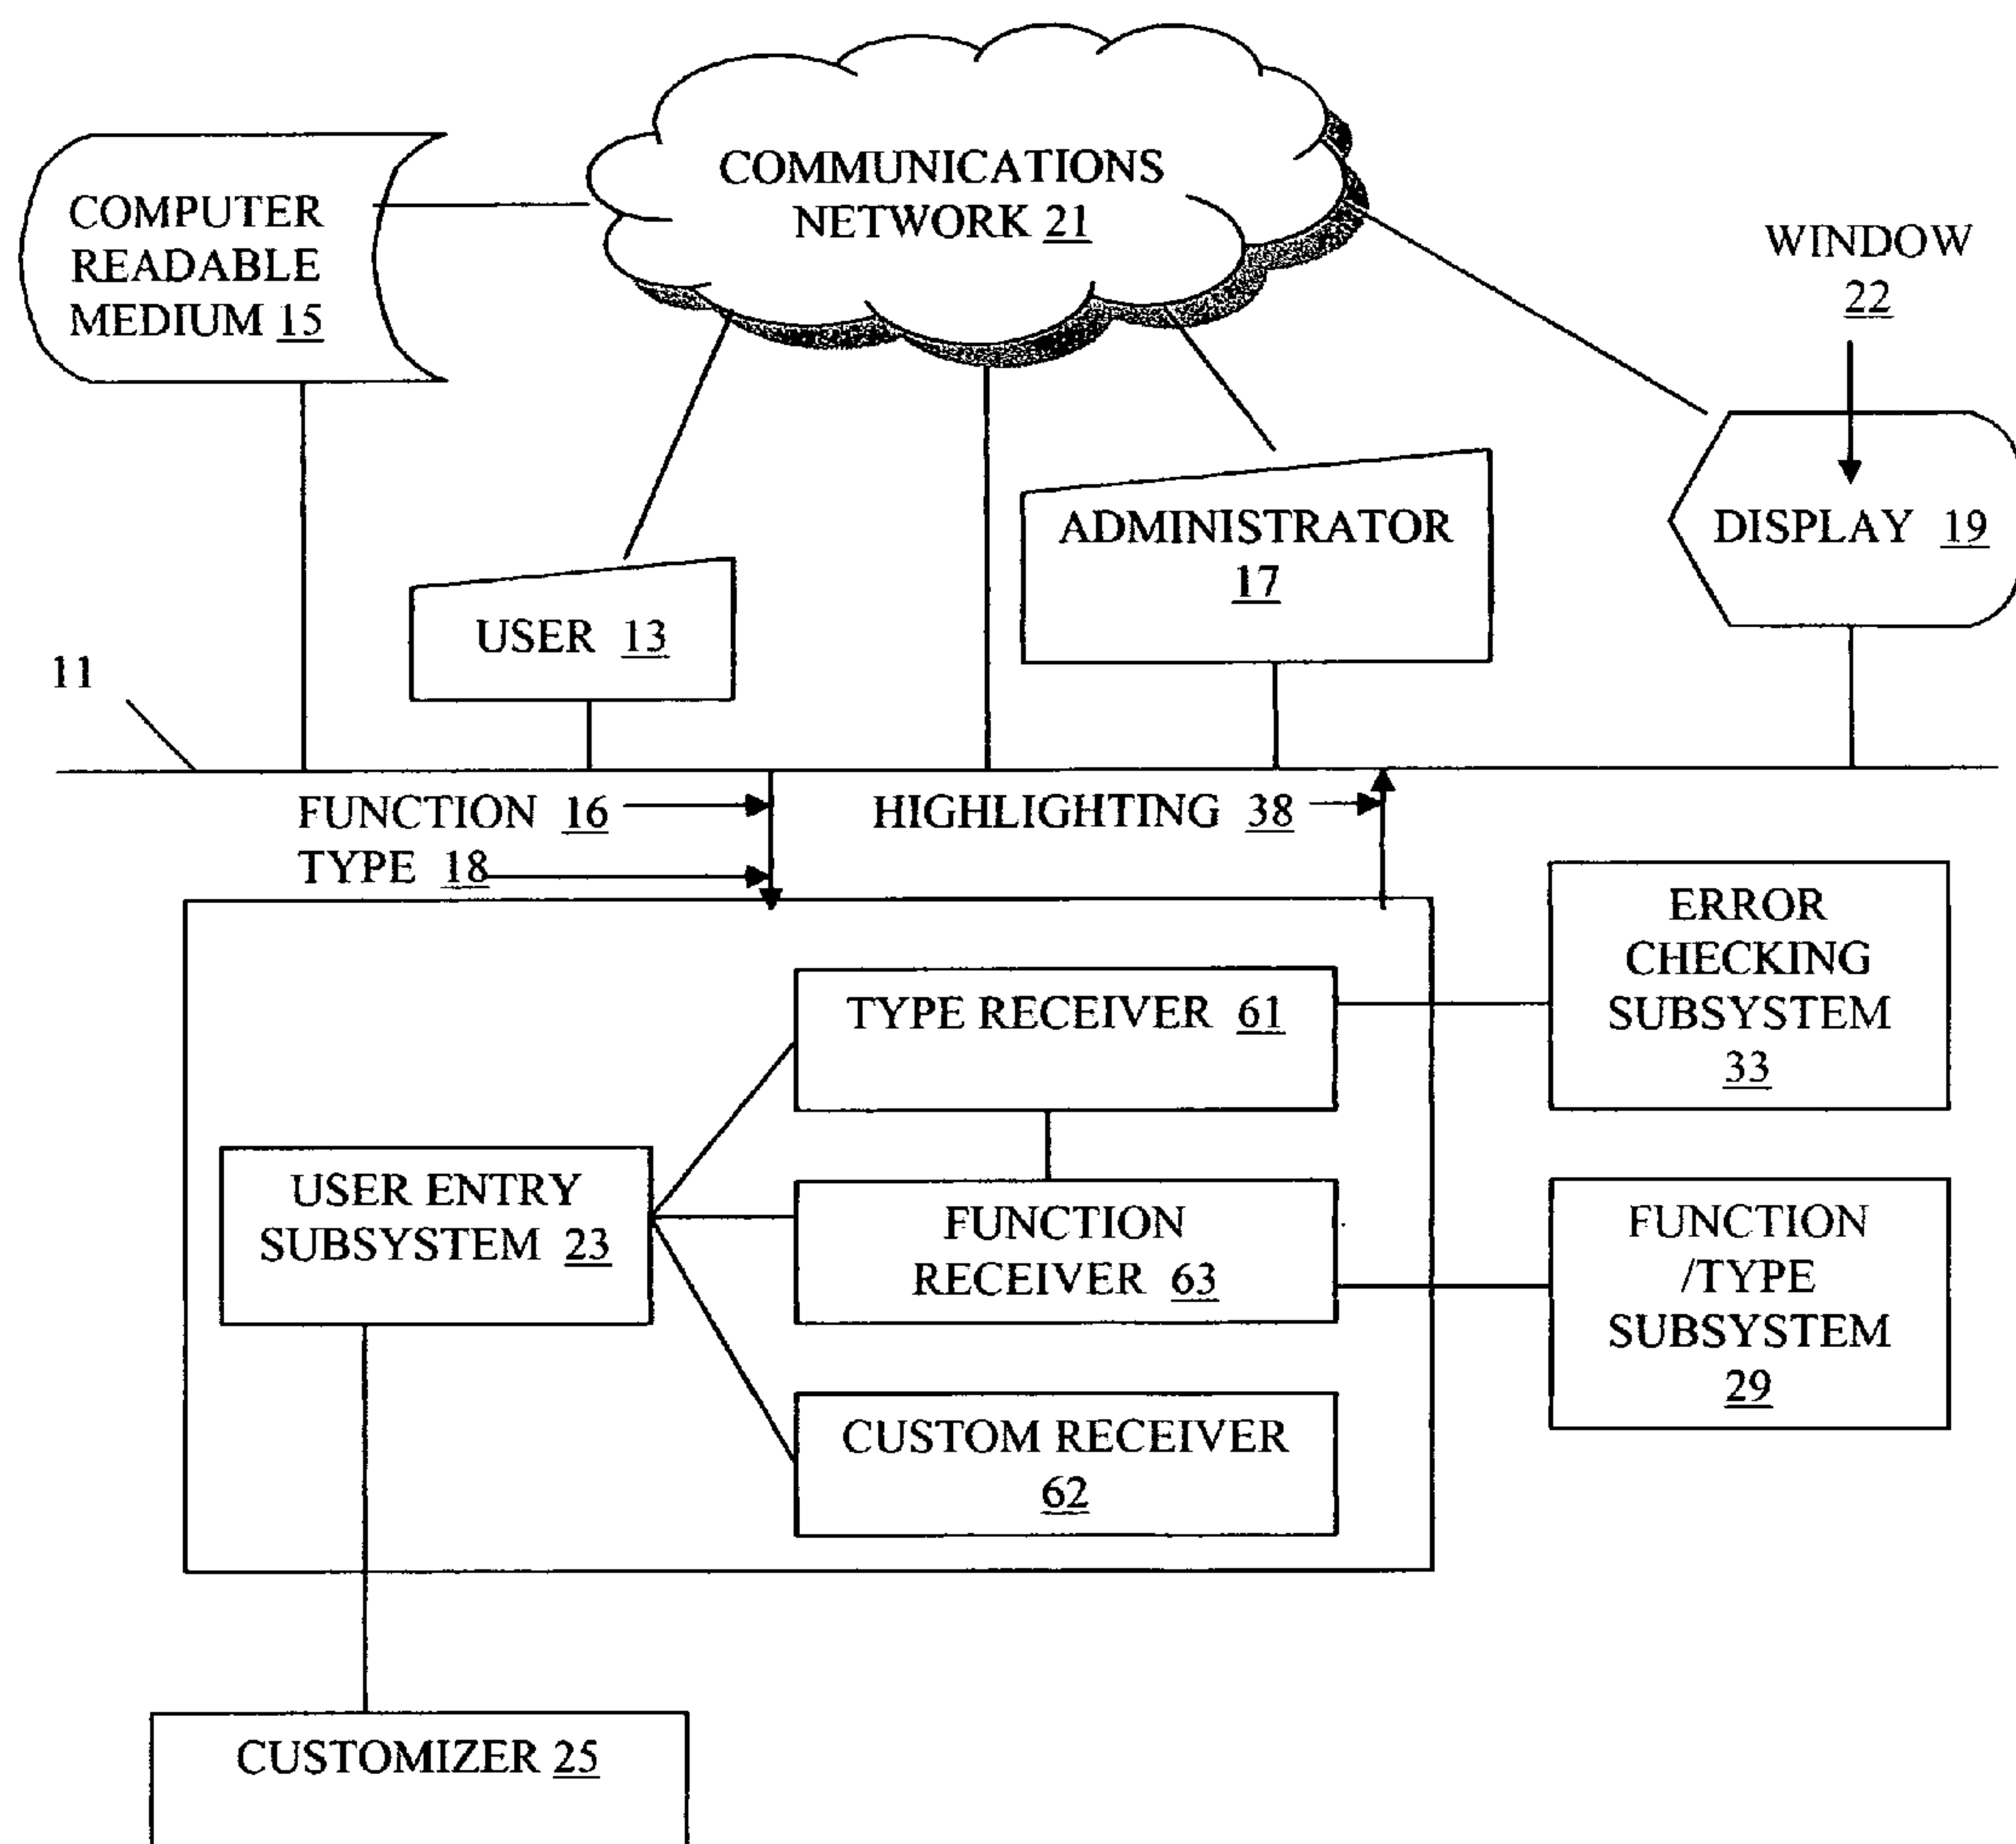 COMMUNICATIONS
NETWORK 21
COMPUTER
READABLE
MEDIUM 15
WINDOW
22
ADMINISTRATOR
17
DISPLAY 19
USER 13
11
FUNCTION 16
TYPE 18
HIGHLIGHTING 38
ERROR
CHECKING
SUBSYSTEM
33
TYPE RECEIVER 61
USER ENTRY
SUBSYSTEM 23
FUNCTION
RECEIVER 63
FUNCTION
/TYPE
SUBSYSTEM
29
CUSTOM RECEIVER
62
CUSTOMIZER 25